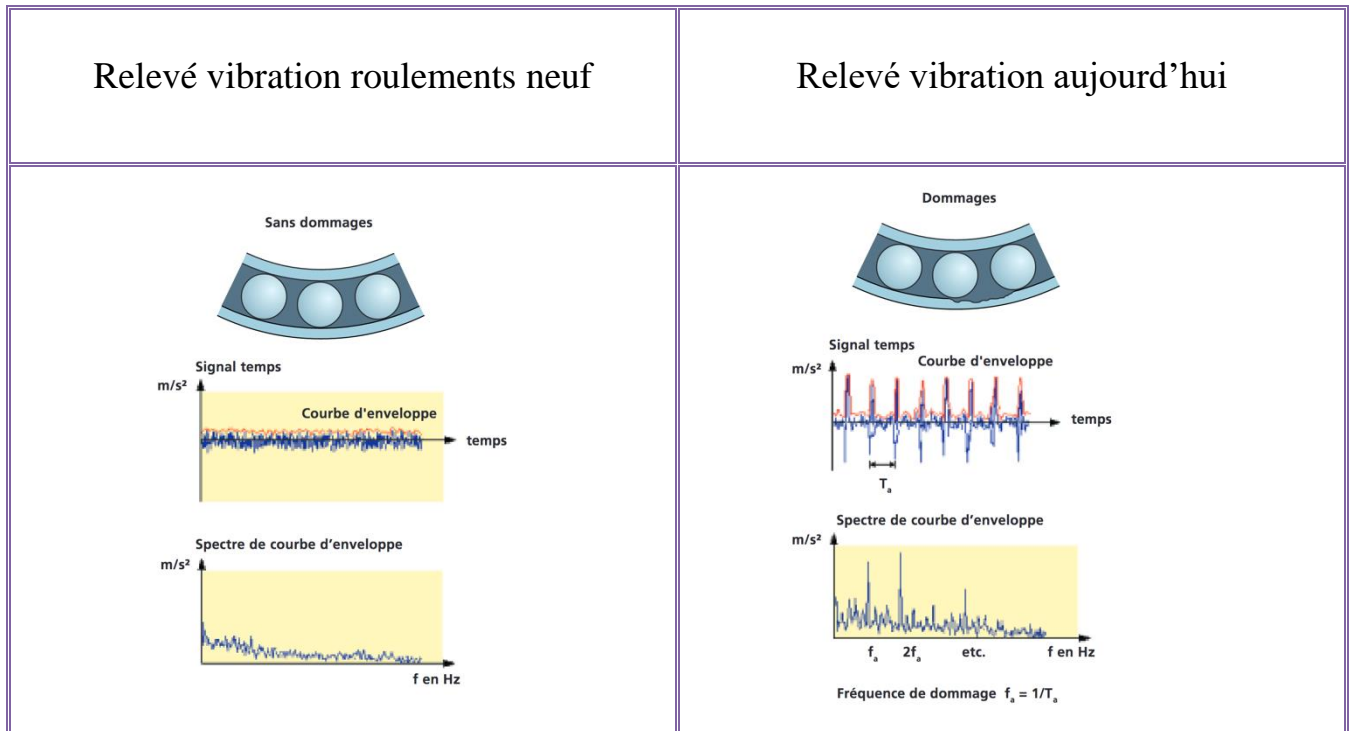 Relevé vibration roulements neuf
Relevé vibration aujourd’hui
Sans dommages
Signal temps
m/s²
Courbe d'enveloppe
temps
Spectre de courbe d’enveloppe
m/s²
f en Hz
Dommages
Signal temps
m/s²
Courbe d'enveloppe
temps
Tₐ
Spectre de courbe d’enveloppe
m/s²
fₐ 2fₐ etc. f en Hz
Fréquence de dommage fₐ = 1/Tₐ